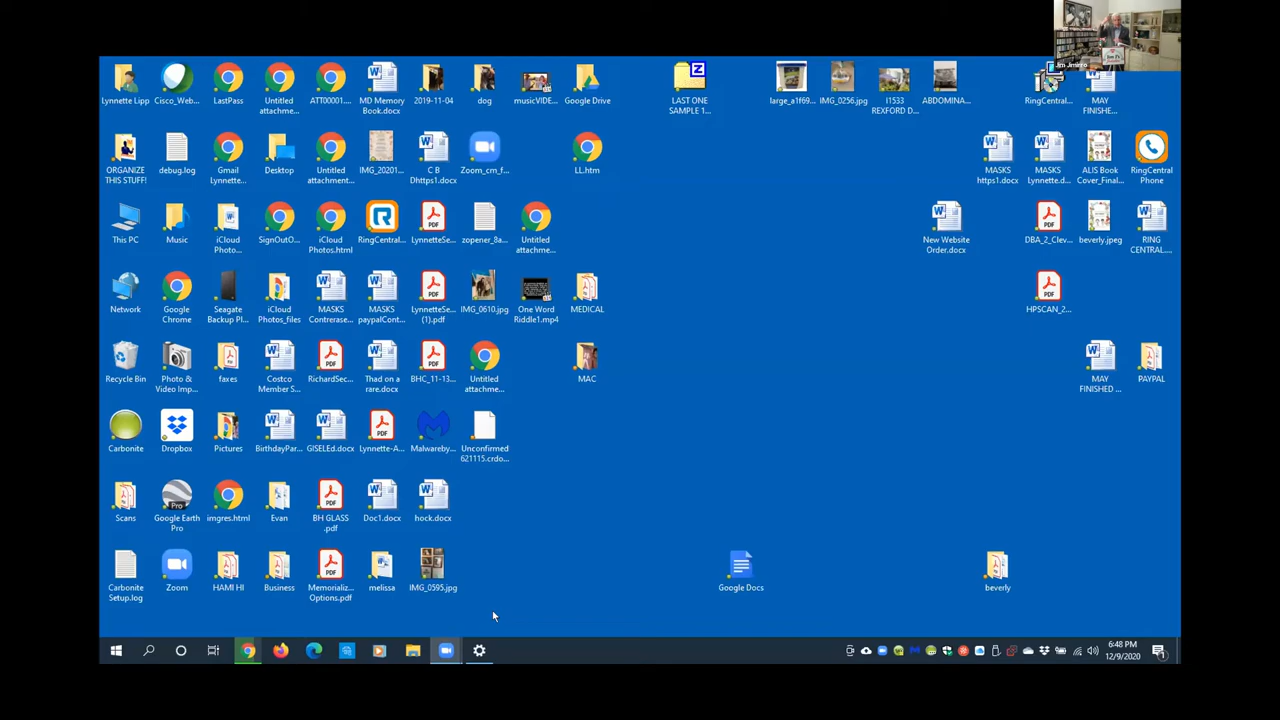 Jim Jmirro
Lynnette Lipp
Cisco_Web...
LastPass
Untitled
attachme...
ATT00001....
MD Memory
Book.docx
2019-11-04
dog
musicVIDE...
Google Drive
LAST ONE
SAMPLE 1...
large_a1f69...
IMG_0256.jpg
I1533
REXFORD D...
ABDOMINA...
RingCentral...
MAY
FINISHE...
ORGANIZE
THIS STUFF!
debug.log
Gmail
Lynnette...
Desktop
Untitled
attachment...
IMG_20201...
C B
Dhttps1.docx
Zoom_cm_f...
LL.htm
MASKS
https1.docx
MASKS
Lynnette.d...
ALIS Book
Cover_Final...
RingCentral
Phone
This PC
Music
iCloud
Photo...
SignOutO...
iCloud
Photos.html
RingCentral...
LynnetteSe...
zopener_8a...
Untitled
attachme...
New Website
Order.docx
DBA_2_Clev...
beverly.jpeg
RING
CENTRAL....
Network
Google
Chrome
Seagate
Backup Pl...
iCloud
Photos_files
MASKS
Contrerase...
MASKS
paypalCont...
LynnetteSe...
(1).pdf
IMG_0610.jpg
One Word
Riddle1.mp4
MEDICAL
HPSCAN_2...
Recycle Bin
Photo &
Video Imp...
faxes
Costco
Member S...
RichardSec...
Thad on a
rare.docx
BHC_11-13...
Untitled
attachme...
MAC
MAY
FINISHED ...
PAYPAL
Carbonite
Dropbox
Pictures
BirthdayPar...
GISELEd.docx
Lynnette-A...
Malwareby...
Unconfirmed
621115.crdo...
Scans
Google Earth
Pro
imgres.html
Evan
BH GLASS
.pdf
Doc1.docx
hock.docx
Carbonite
Setup.log
Zoom
HAMI HI
Business
Memorializ...
Options.pdf
melissa
IMG_0595.jpg
Google Docs
beverly
6:48 PM
12/9/2020